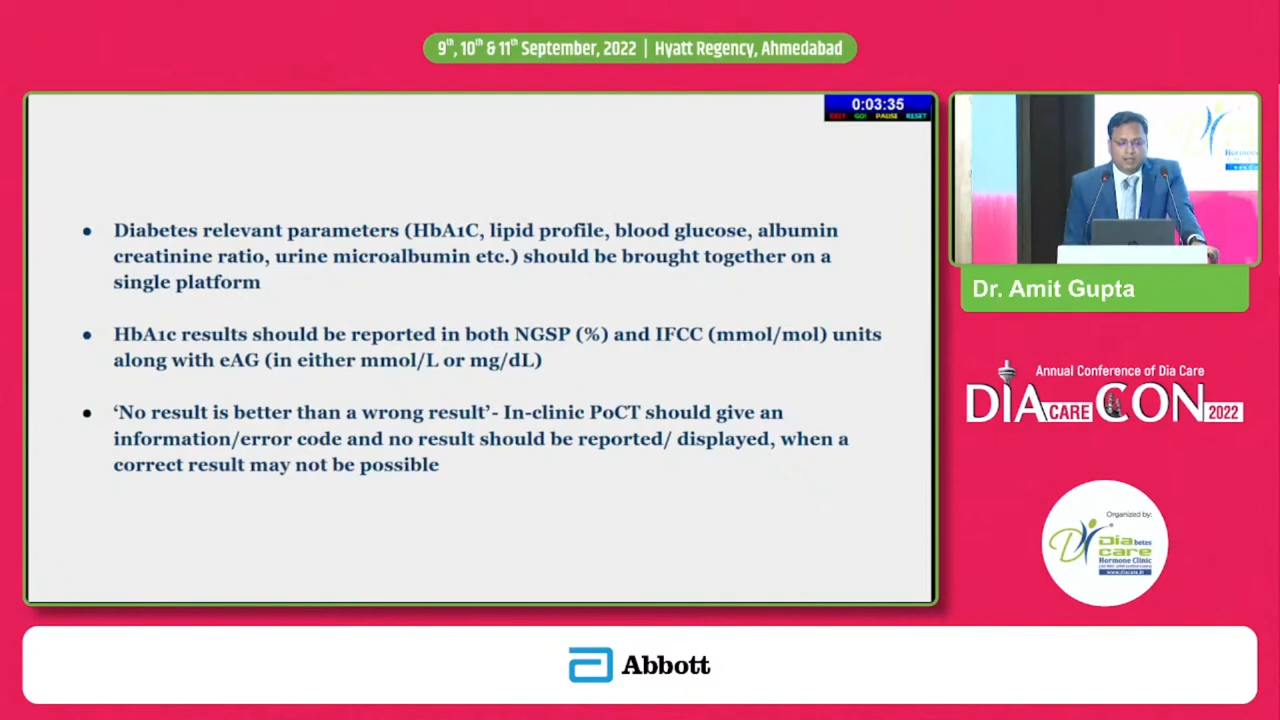 9th, 10th & 11th September, 2022 | Hyatt Regency, Ahmedabad
0:03:35
EXIT GO! PAUSE RESET
• Diabetes relevant parameters (HbA1C, lipid profile, blood glucose, albumin
creatinine ratio, urine microalbumin etc.) should be brought together on a
single platform
• HbA1c results should be reported in both NGSP (%) and IFCC (mmol/mol) units
along with eAG (in either mmol/L or mg/dL)
• ‘No result is better than a wrong result’- In-clinic PoCT should give an
information/error code and no result should be reported/ displayed, when a
correct result may not be possible
Dr. Amit Gupta
Annual Conference of Dia Care
DIA CARE CON 2022
Organized by:
Diabetes
care
Hormone Clinic
www.diacare.in
Abbott